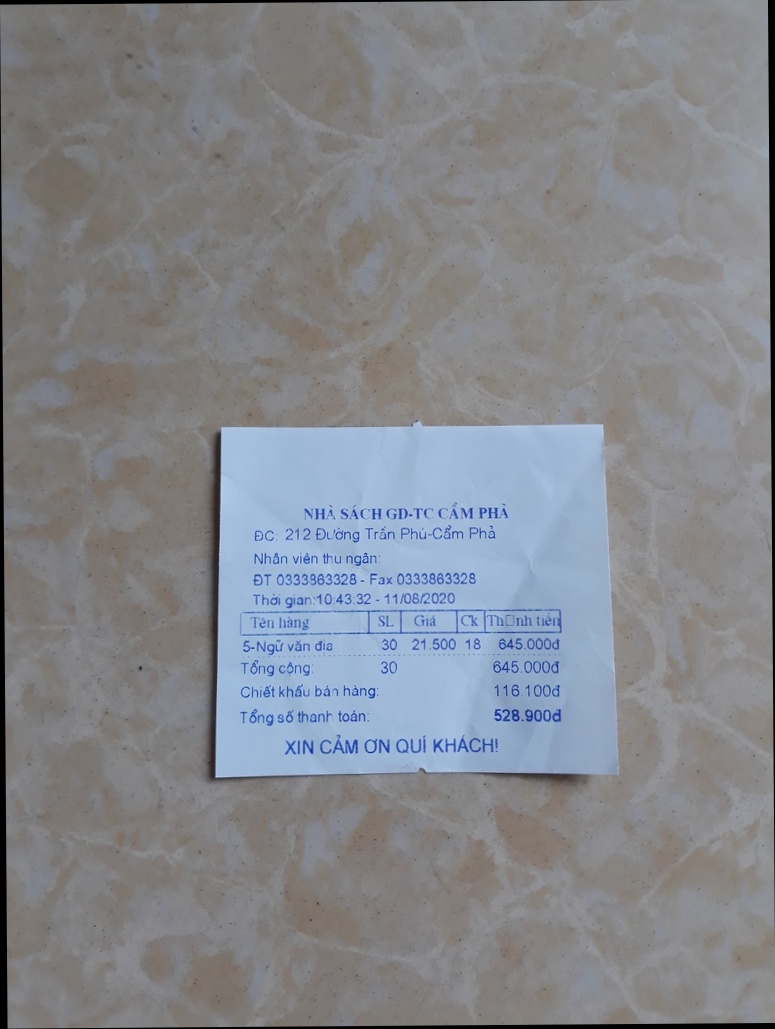 NHÀ SÁCH GD-TC CẨM PHẢ
ĐC: 212 Đường Trần Phú-Cẩm Phả
Nhân viên thu ngân:
ĐT 0333863328 - Fax 0333863328
Thời gian:10:43:32 - 11/08/2020
Tên hàng SL Giá Ck Th□nh tiền
5-Ngữ văn địa 30 21.500 18 645.000đ
Tổng cộng: 30 645.000đ
Chiết khấu bán hàng: 116.100đ
Tổng số thanh toán: 528.900đ
XIN CẢM ƠN QUÍ KHÁCH!